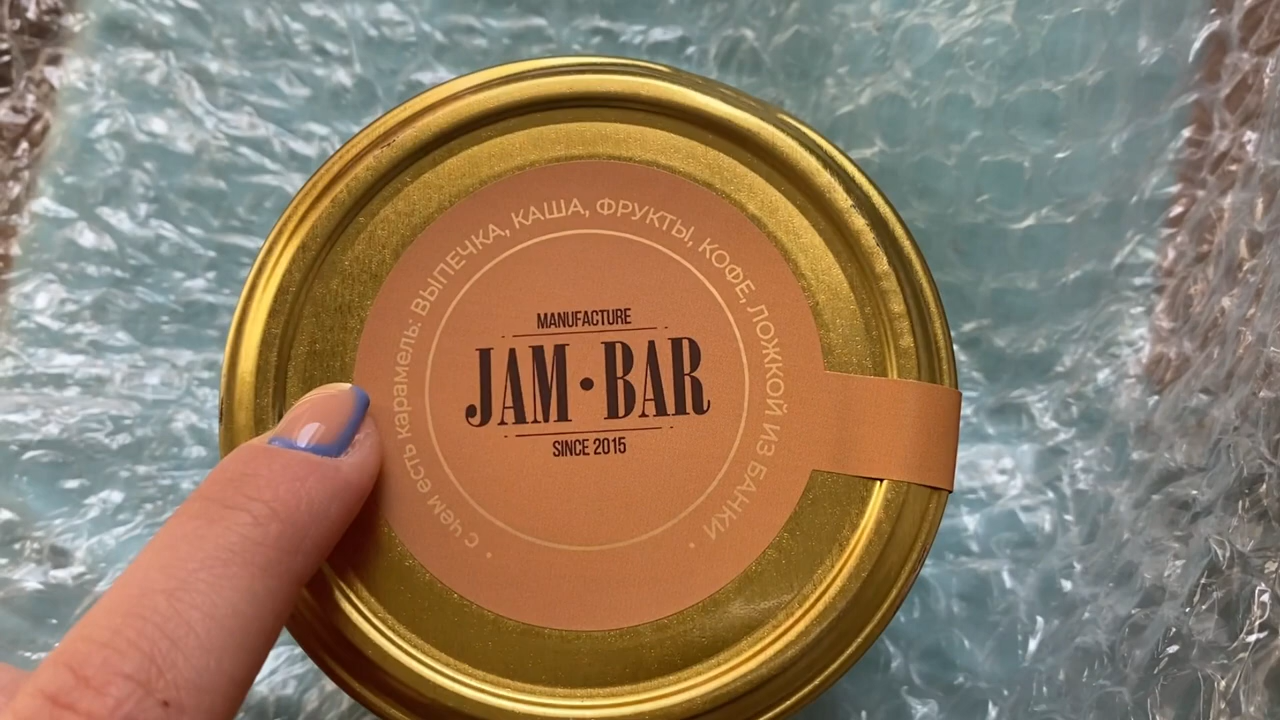 с чем есть карамель: ВЫПЕЧКА, КАША, ФРУКТЫ, КОФЕ, ЛОЖКОЙ ИЗ БАНКИ
MANUFACTURE
JAM • BAR
SINCE 2015